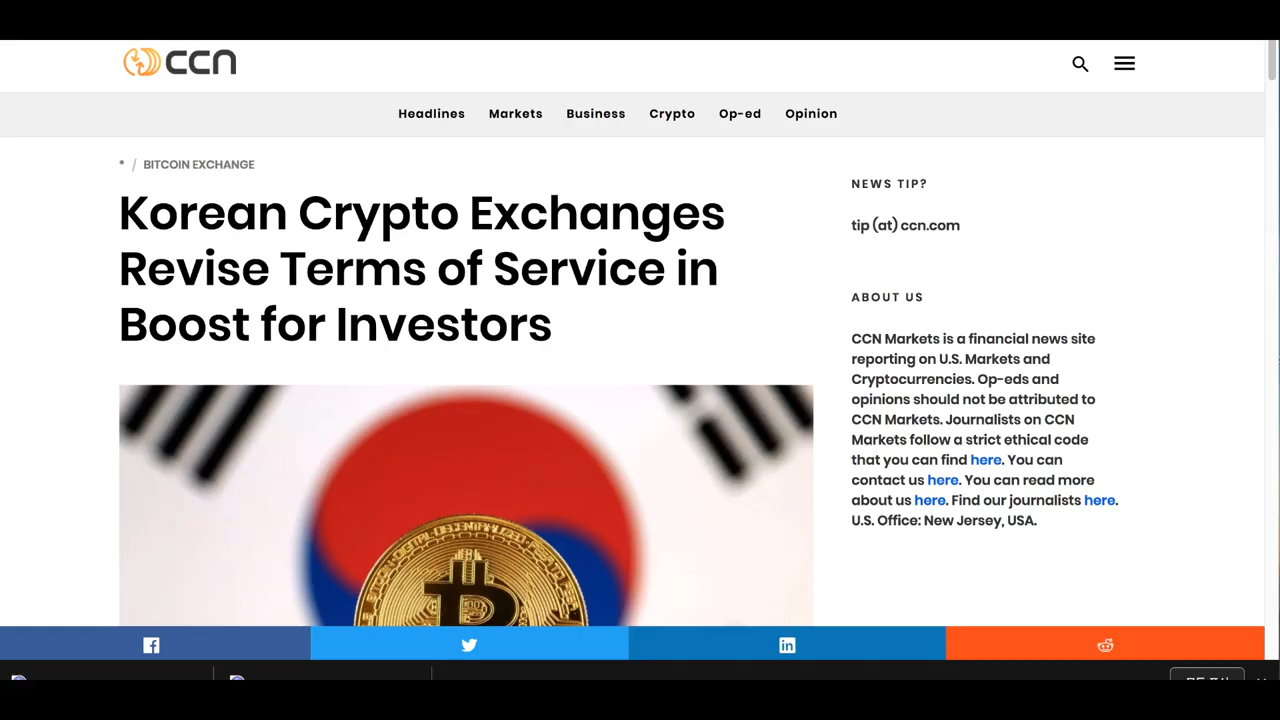 CCN
Headlines Markets Business Crypto Op-ed Opinion
* / BITCOIN EXCHANGE
Korean Crypto Exchanges
Revise Terms of Service in
Boost for Investors
NEWS TIP?
tip (at) ccn.com
ABOUT US
CCN Markets is a financial news site
reporting on U.S. Markets and
Cryptocurrencies. Op-eds and
opinions should not be attributed to
CCN Markets. Journalists on CCN
Markets follow a strict ethical code
that you can find here. You can
contact us here. You can read more
about us here. Find our journalists here.
U.S. Office: New Jersey, USA.